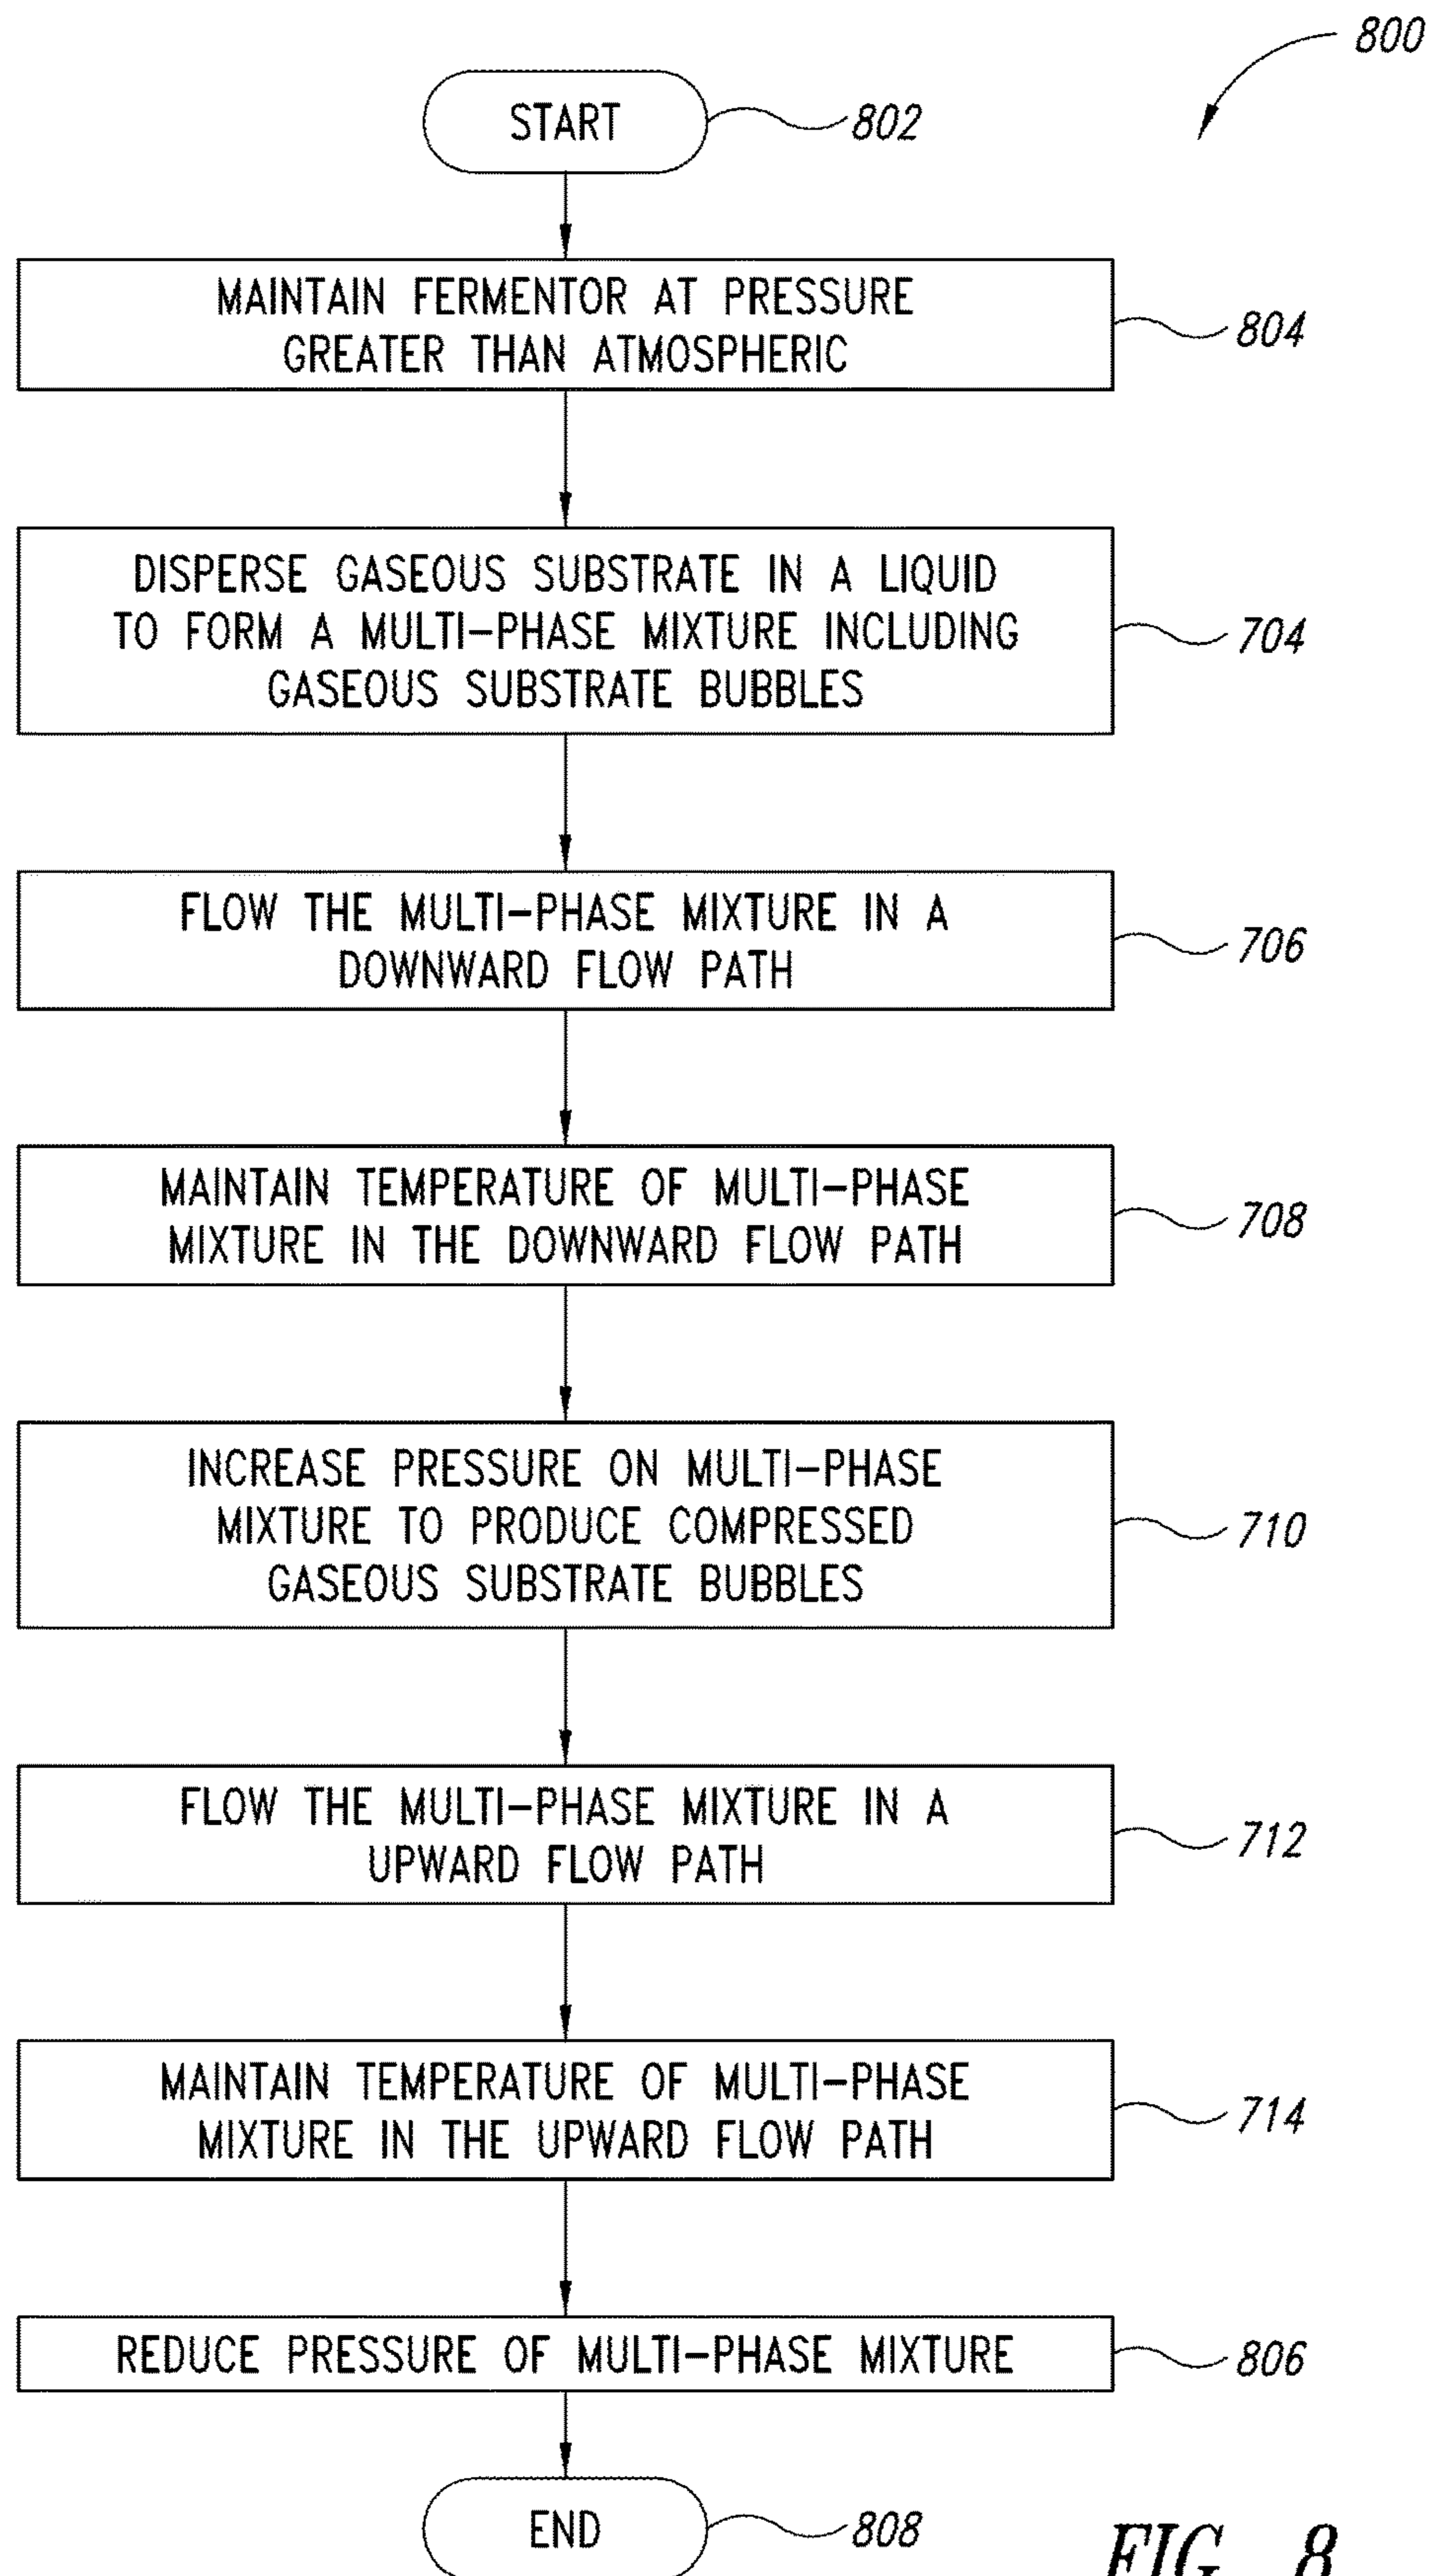 800
START
802
MAINTAIN FERMENTOR AT PRESSURE
GREATER THAN ATMOSPHERIC
804
DISPERSE GASEOUS SUBSTRATE IN A LIQUID
TO FORM A MULTI-PHASE MIXTURE INCLUDING
GASEOUS SUBSTRATE BUBBLES
704
FLOW THE MULTI-PHASE MIXTURE IN A
DOWNWARD FLOW PATH
706
MAINTAIN TEMPERATURE OF MULTI-PHASE
MIXTURE IN THE DOWNWARD FLOW PATH
708
INCREASE PRESSURE ON MULTI-PHASE
MIXTURE TO PRODUCE COMPRESSED
GASEOUS SUBSTRATE BUBBLES
710
FLOW THE MULTI-PHASE MIXTURE IN A
UPWARD FLOW PATH
712
MAINTAIN TEMPERATURE OF MULTI-PHASE
MIXTURE IN THE UPWARD FLOW PATH
714
REDUCE PRESSURE OF MULTI-PHASE MIXTURE
806
END
808
FIG. 8